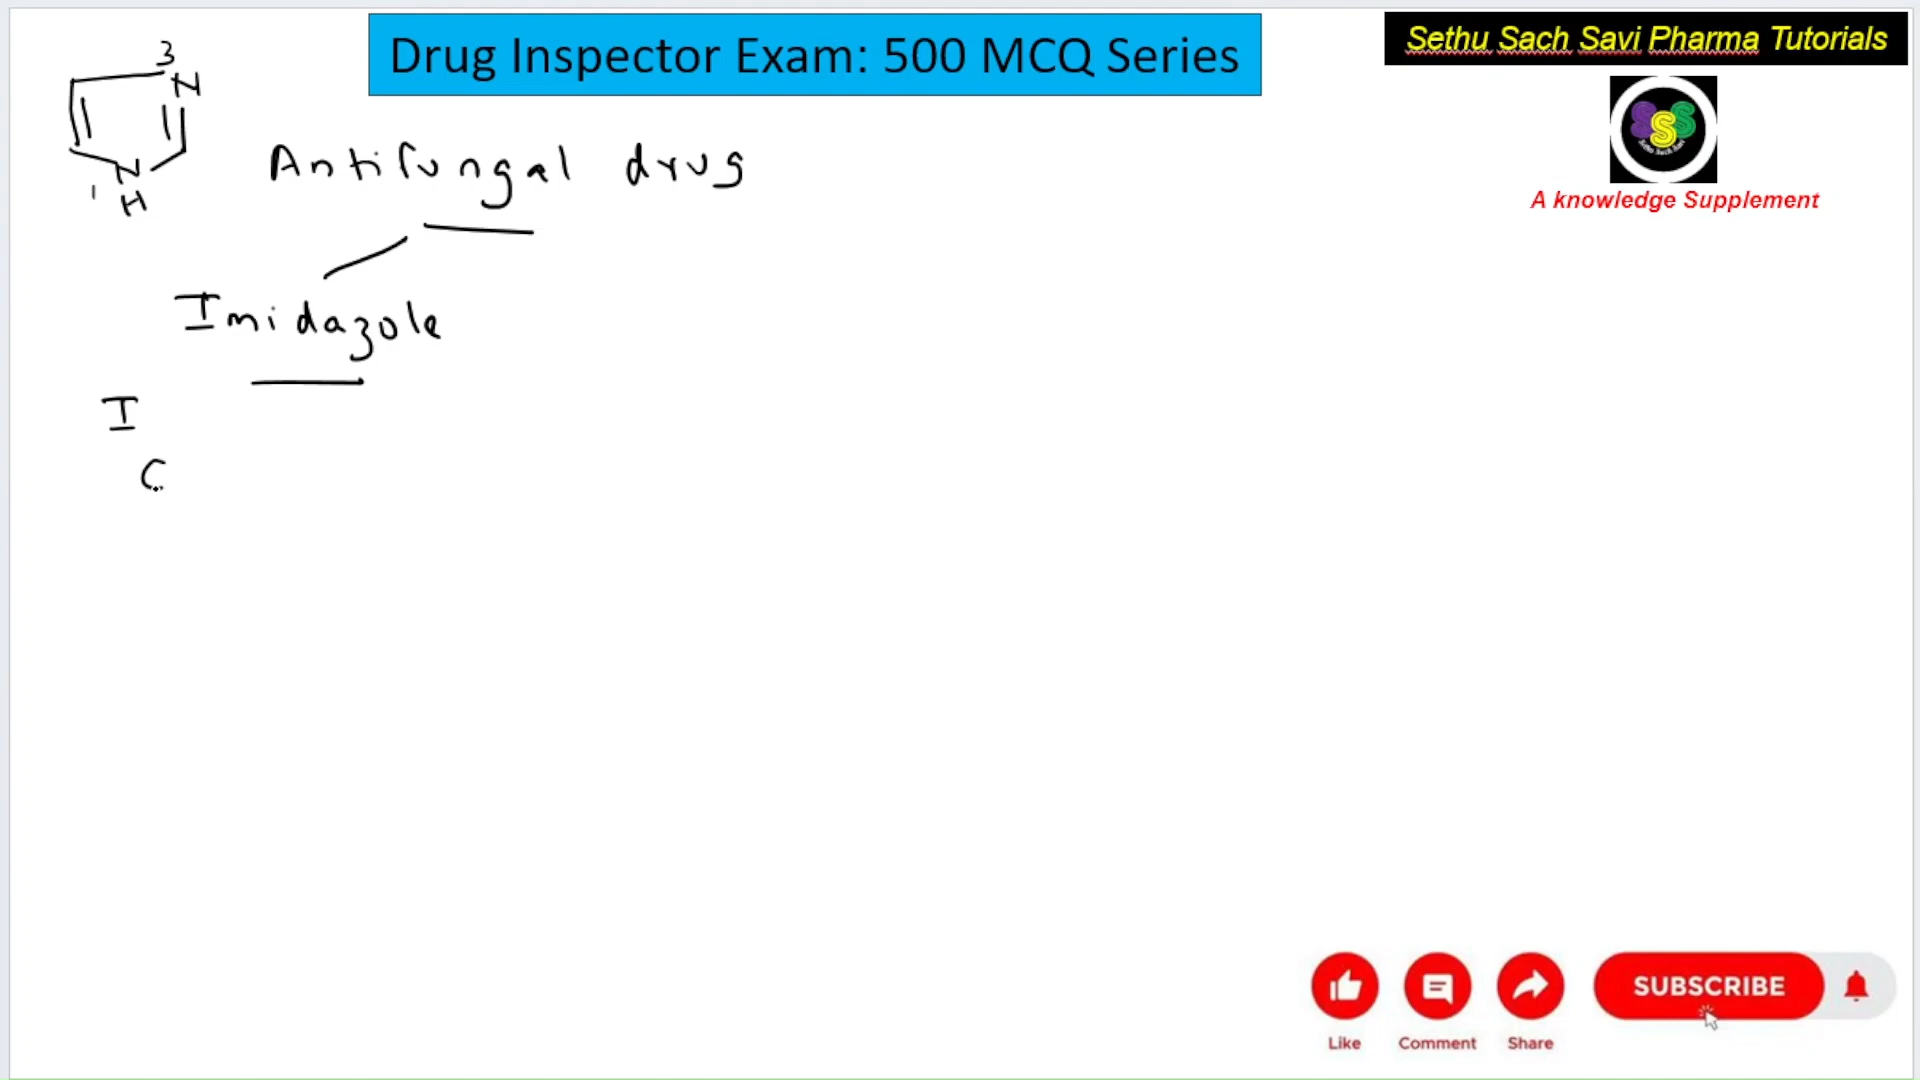 Drug Inspector Exam: 500 MCQ Series
Sethu Sach Savi Pharma Tutorials
SSS
A knowledge Supplement
3
N
N
1
H
Antifungal drug
Imidazole
I
C
SUBSCRIBE
Like
Comment
Share